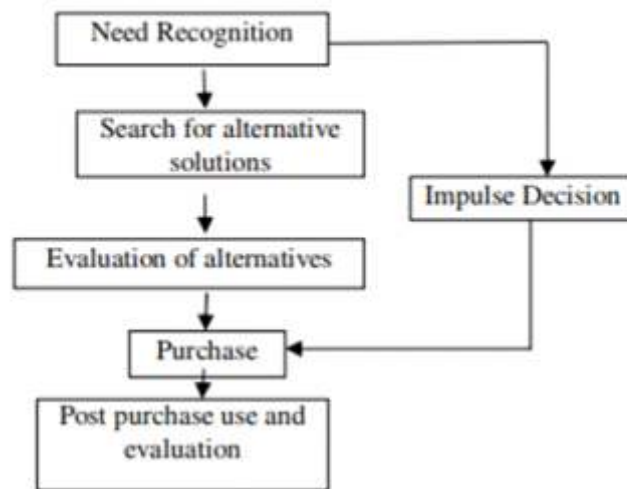 Need Recognition
Search for alternative
solutions
Impulse Decision
Evaluation of alternatives
Purchase
Post purchase use and
evaluation